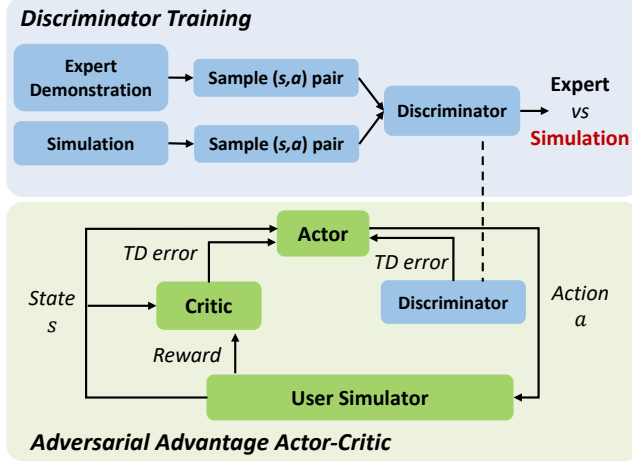 Discriminator Training
Expert
Demonstration
Sample (s,a) pair
Simulation
Sample (s,a) pair
Discriminator
Expert
vs
Simulation
Actor
TD error
TD error
State
s
Critic
Discriminator
Action
a
Reward
User Simulator
Adversarial Advantage Actor-Critic